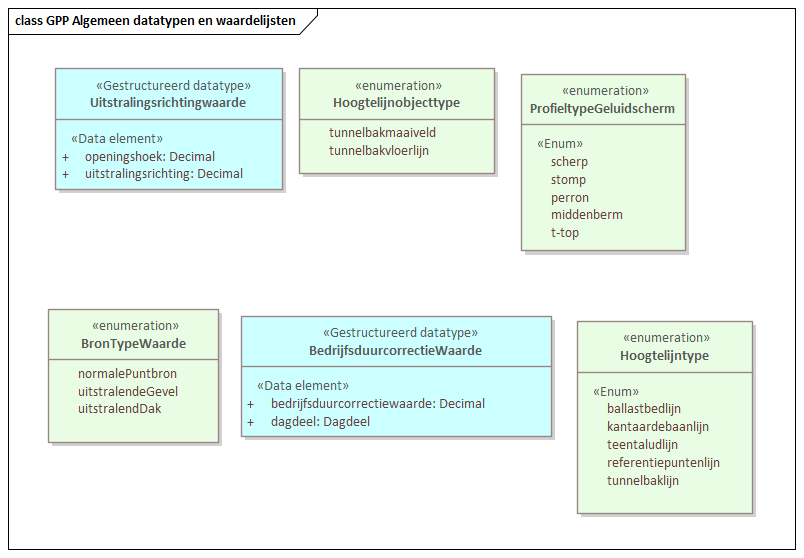 class GPP Algemeen datatypen en waardelijsten
«Gestructureerd datatype»
Uitstralingsrichtingwaarde
«Data element»
+ openingshoek: Decimal
+ uitstralingsrichting: Decimal
«enumeration»
Hoogtelijnobjecttype
tunnelbakmaaiveld
tunnelbakvloerlijn
«enumeration»
ProfieltypeGeluidscherm
«Enum»
scherp
stomp
perron
middenberm
t-top
«enumeration»
BronTypeWaarde
normalePuntbron
uitstralendeGevel
uitstralendDak
«Gestructureerd datatype»
BedrijfsduurcorrectieWaarde
«Data element»
+ bedrijfsduurcorrectiewaarde: Decimal
+ dagdeel: Dagdeel
«enumeration»
Hoogtelijntype
«Enum»
ballastbedlijn
kantaardebaanlijn
teentaludlijn
referentiepuntenlijn
tunnelbaklijn